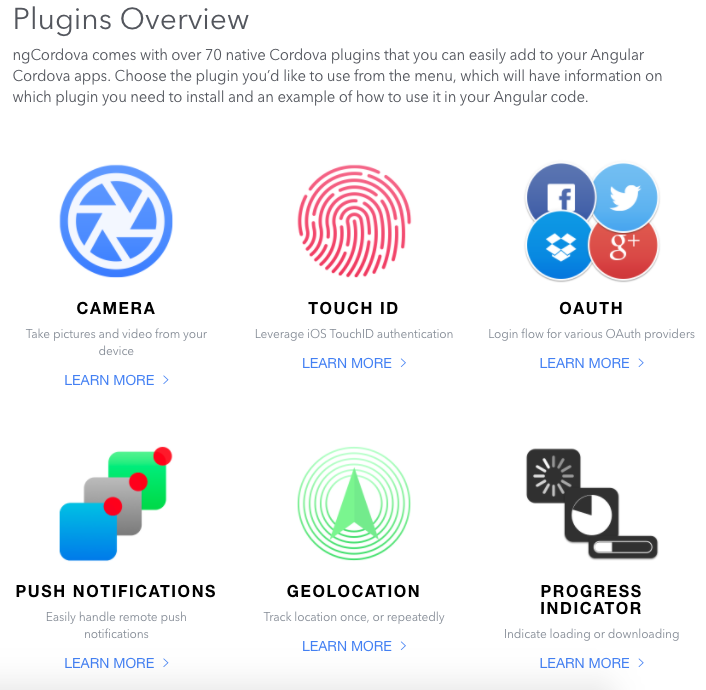 Plugins Overview
ngCordova comes with over 70 native Cordova plugins that you can easily add to your Angular
Cordova apps. Choose the plugin you'd like to use from the menu, which will have information on
which plugin you need to install and an example of how to use it in your Angular code.
f
g+
CAMERA
Take pictures and video from your
device
LEARN MORE >
TOUCH ID
Leverage iOS TouchID authentication
LEARN MORE >
OAUTH
Login flow for various OAuth providers
LEARN MORE >
PUSH NOTIFICATIONS
Easily handle remote push
notifications
LEARN MORE >
GEOLOCATION
Track location once, or repeatedly
LEARN MORE >
PROGRESS
INDICATOR
Indicate loading or downloading
LEARN MORE >